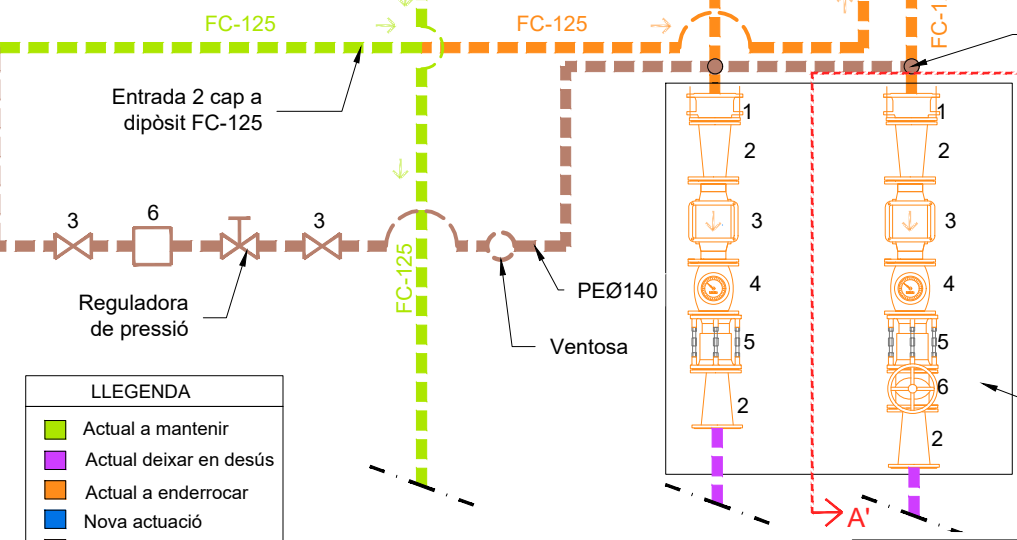 FC-125
FC-125
FC-1
Entrada 2 cap a
dipòsit FC-125
1
1
2
2
3
6
3
3
3
FC-125
Reguladora
de pressió
PEØ140
4
4
Ventosa
5
5
6
2
2
LLEGENDA
Actual a mantenir
Actual deixar en desús
Actual a enderrocar
Nova actuació
A'